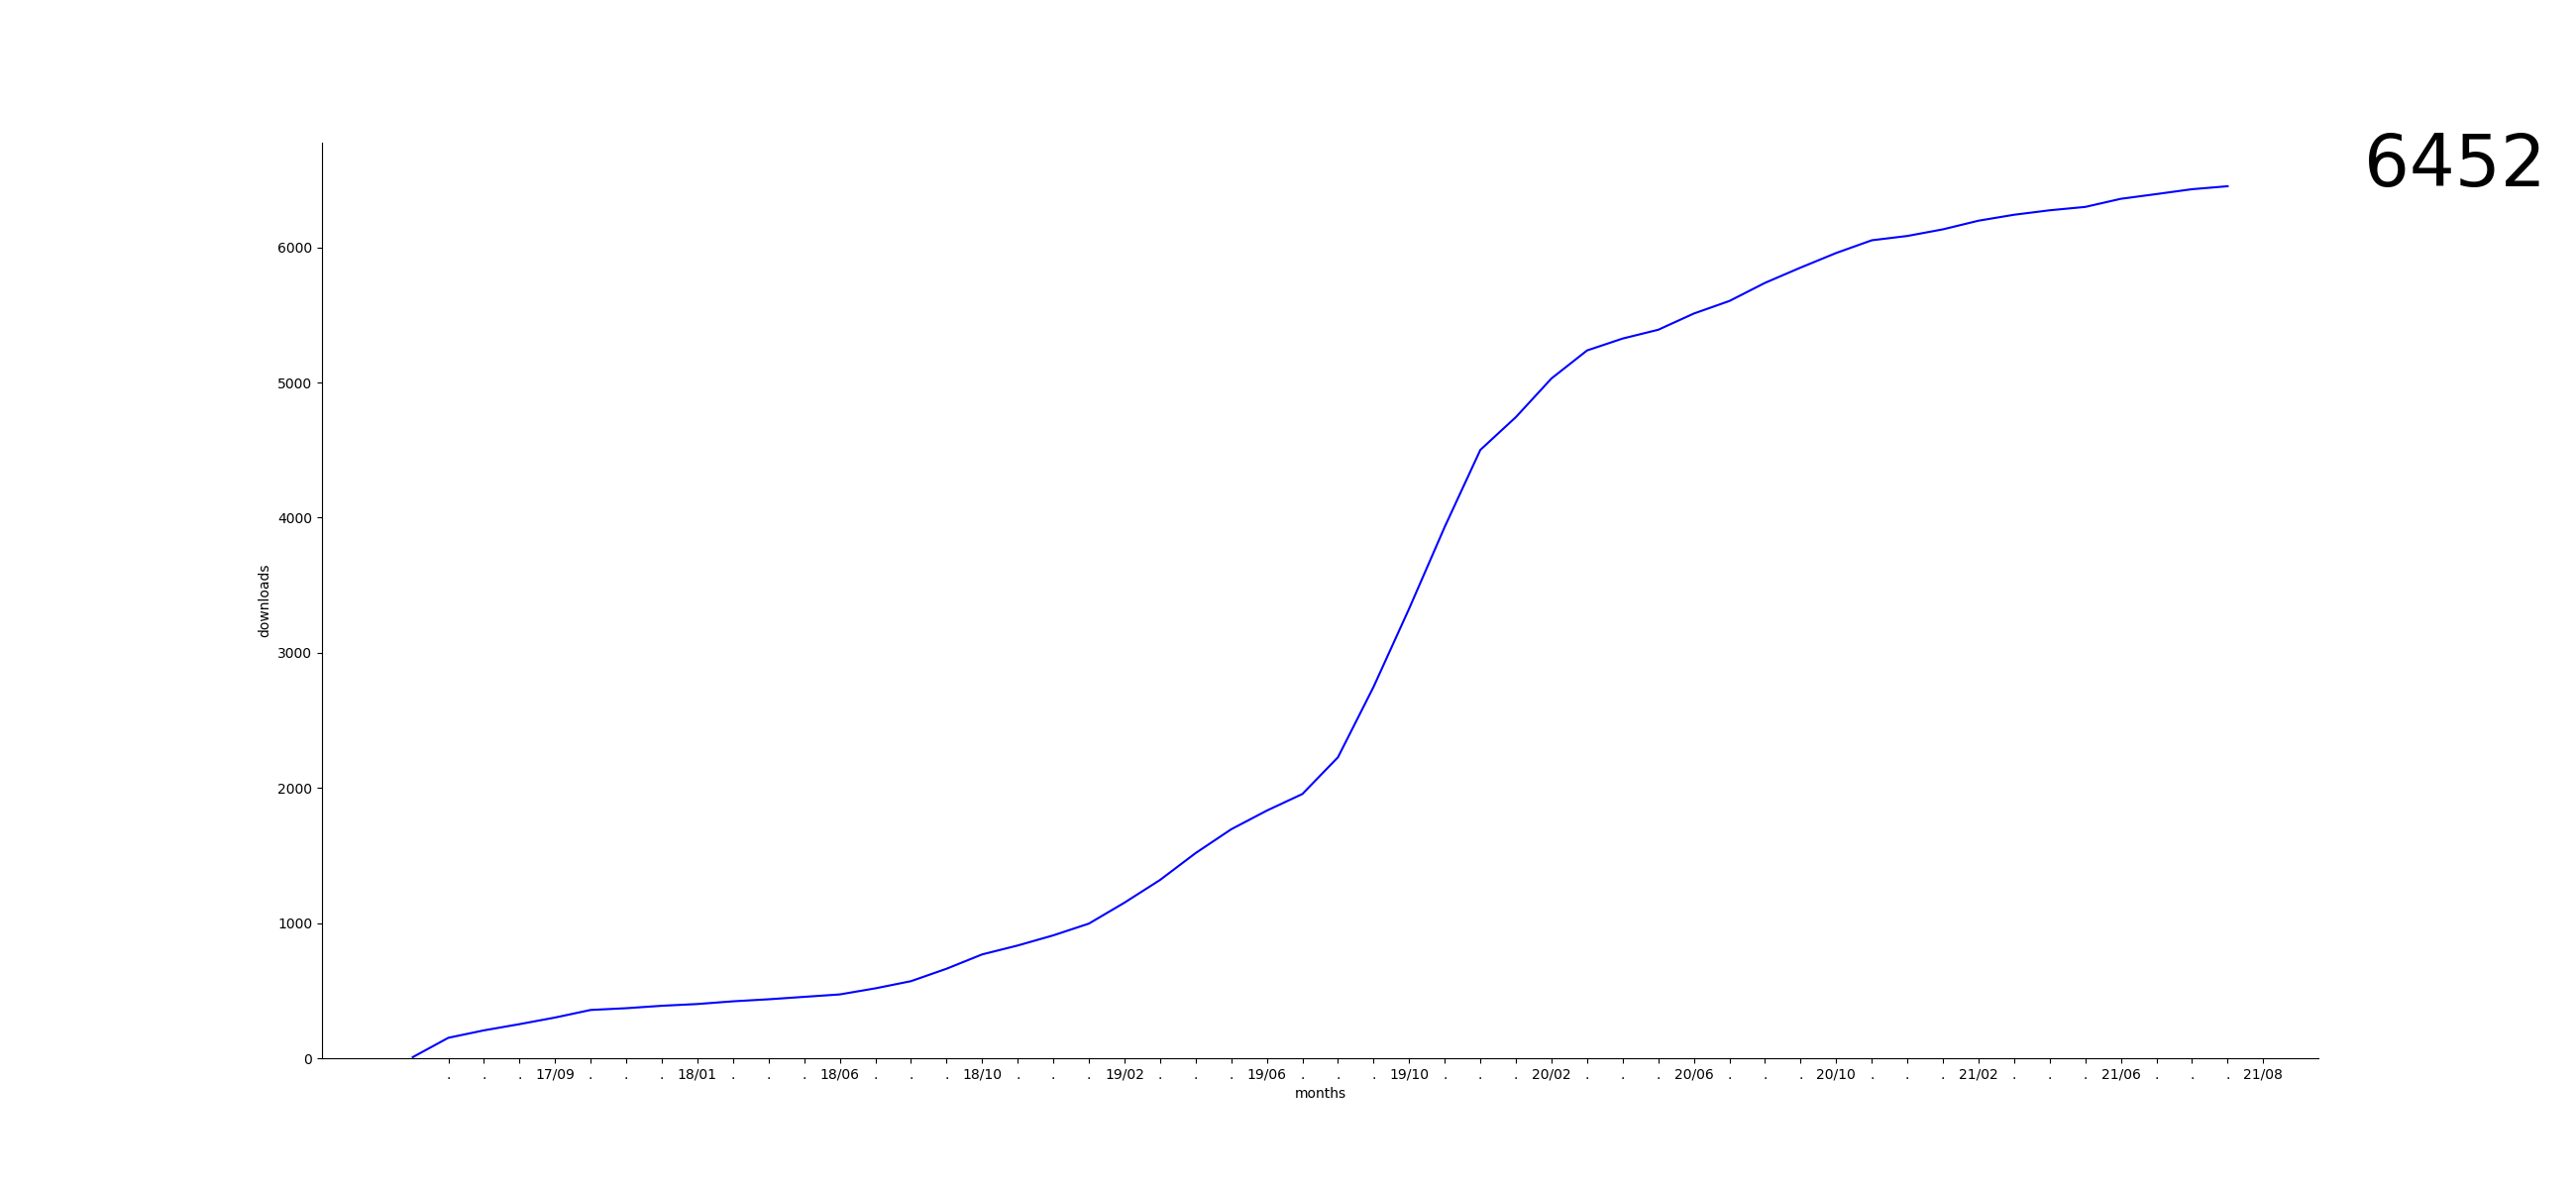 6452
6000
5000
4000
3000
2000
1000
0
downloads
. . . 17/09 . . . 18/01 . . . 18/06 . . . 18/10 . . . 19/02 . . . 19/06 . . . 19/10 . . . 20/02 . . . 20/06 . . . 20/10 . . . 21/02 . . . 21/06 . . . 21/08
months